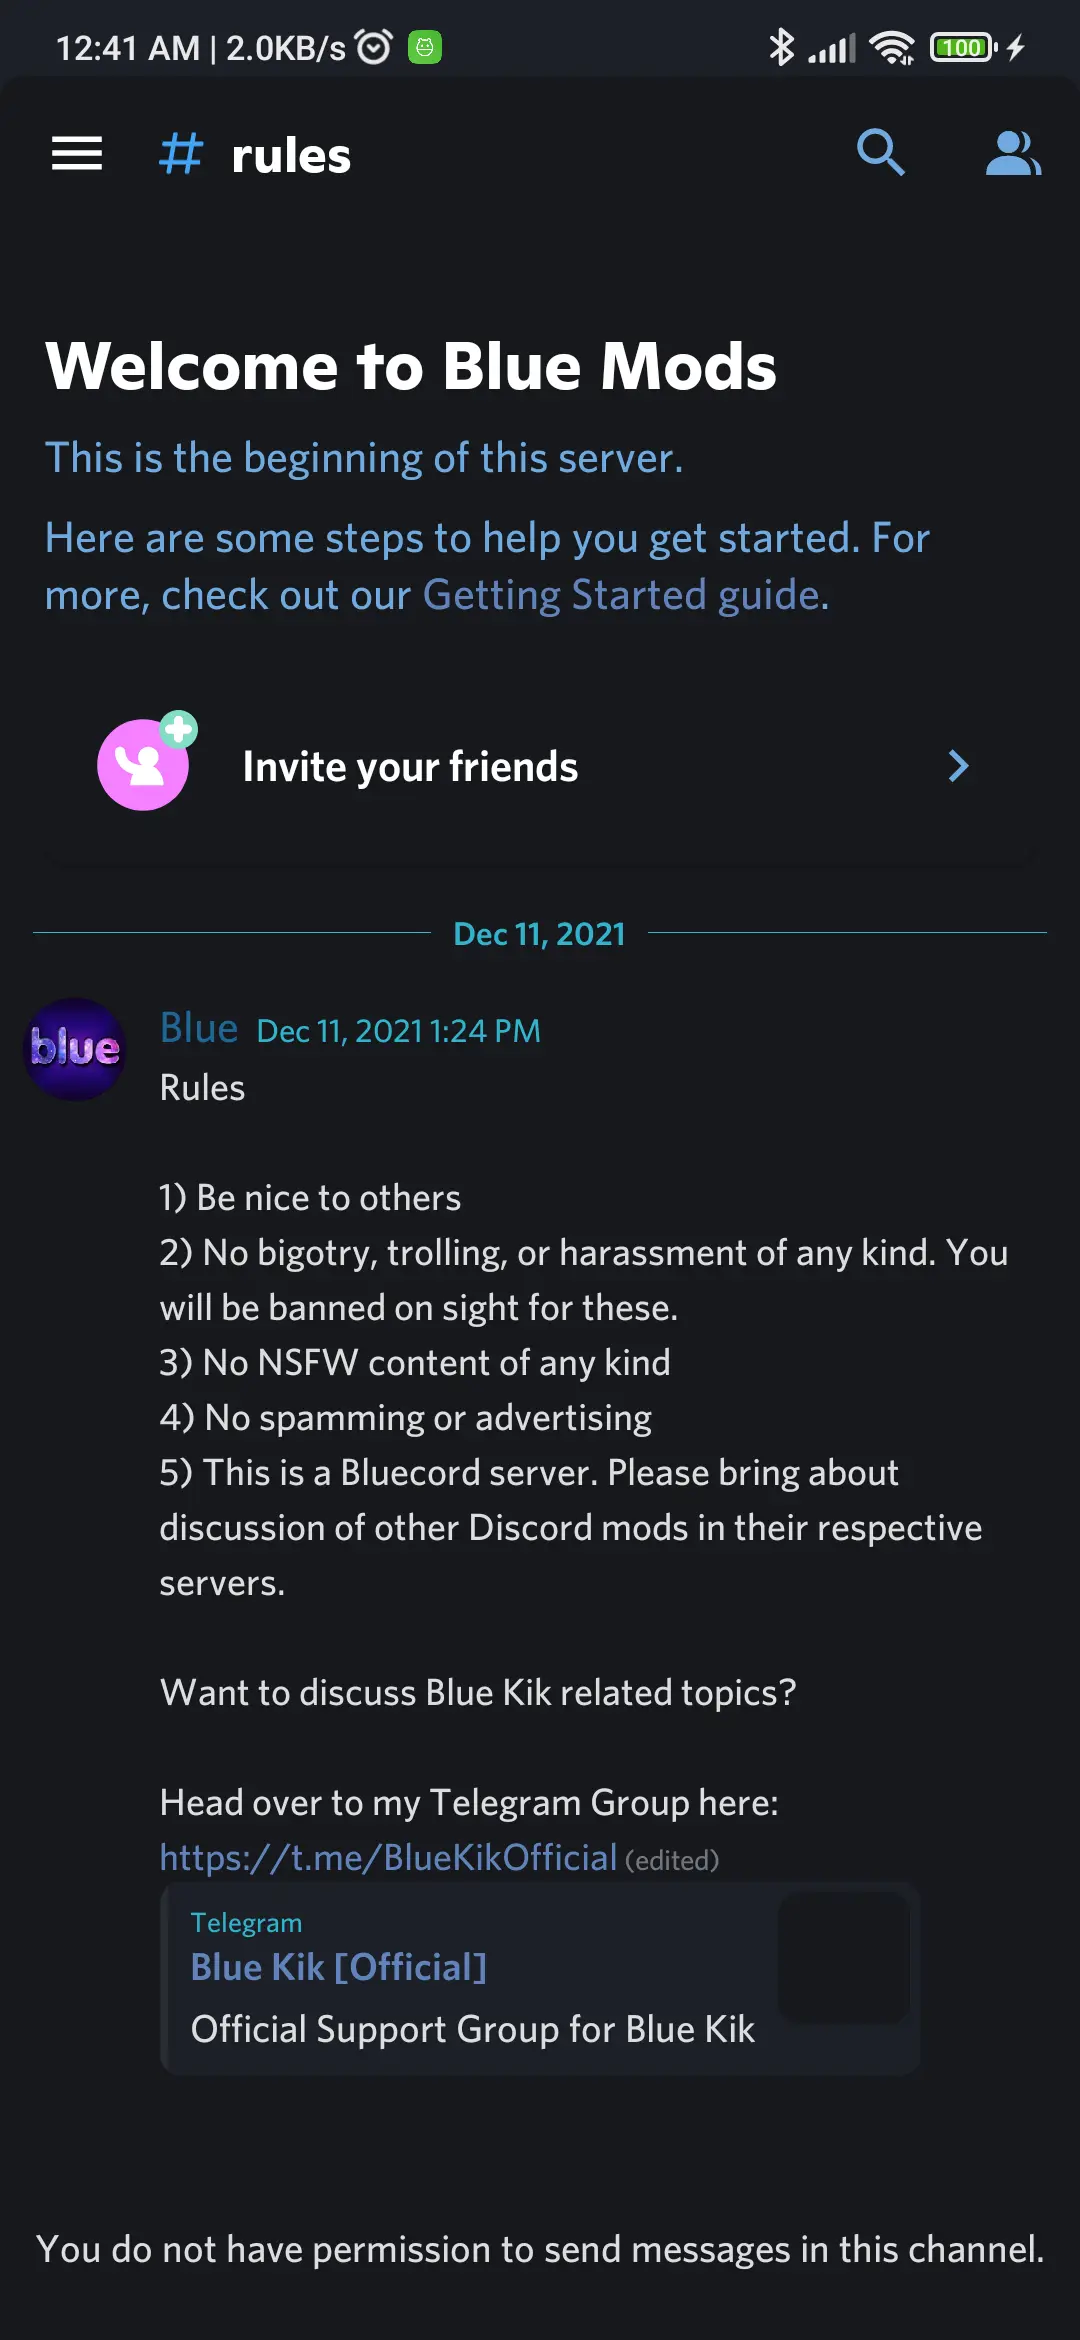 12:41 AM | 2.0KB/s 100
# rules
Welcome to Blue Mods
This is the beginning of this server.
Here are some steps to help you get started. For
more, check out our Getting Started guide.
Invite your friends
Dec 11, 2021
blue
Blue Dec 11, 2021 1:24 PM
Rules
1) Be nice to others
2) No bigotry, trolling, or harassment of any kind. You
will be banned on sight for these.
3) No NSFW content of any kind
4) No spamming or advertising
5) This is a Bluecord server. Please bring about
discussion of other Discord mods in their respective
servers.
Want to discuss Blue Kik related topics?
Head over to my Telegram Group here:
https://t.me/BlueKikOfficial (edited)
Telegram
Blue Kik [Official]
Official Support Group for Blue Kik
You do not have permission to send messages in this channel.